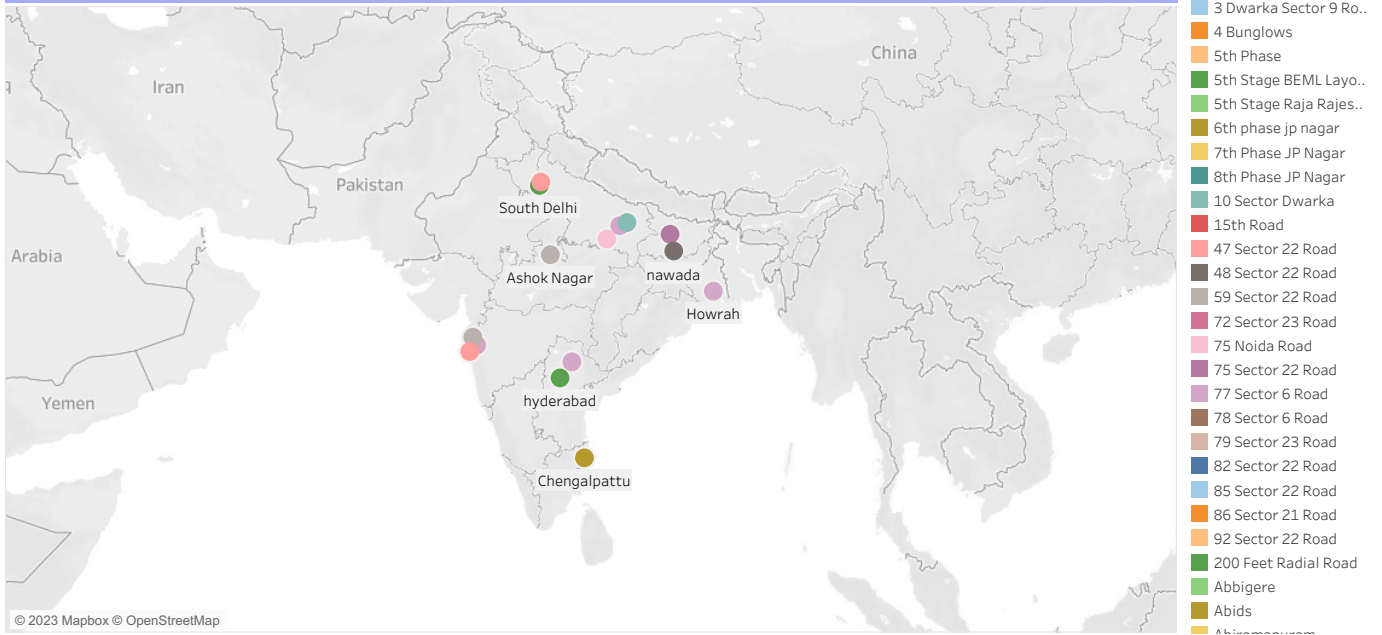 China
Iran
Pakistan
South Delhi
Arabia
Ashok Nagar
nawada
Howrah
hyderabad
Yemen
Chengalpattu
© 2023 Mapbox © OpenStreetMap
3 Dwarka Sector 9 Ro..
4 Bunglows
5th Phase
5th Stage BEML Layo..
5th Stage Raja Rajes..
6th phase jp nagar
7th Phase JP Nagar
8th Phase JP Nagar
10 Sector Dwarka
15th Road
47 Sector 22 Road
48 Sector 22 Road
59 Sector 22 Road
72 Sector 23 Road
75 Noida Road
75 Sector 22 Road
77 Sector 6 Road
78 Sector 6 Road
79 Sector 23 Road
82 Sector 22 Road
85 Sector 22 Road
86 Sector 21 Road
92 Sector 22 Road
200 Feet Radial Road
Abbigere
Abids